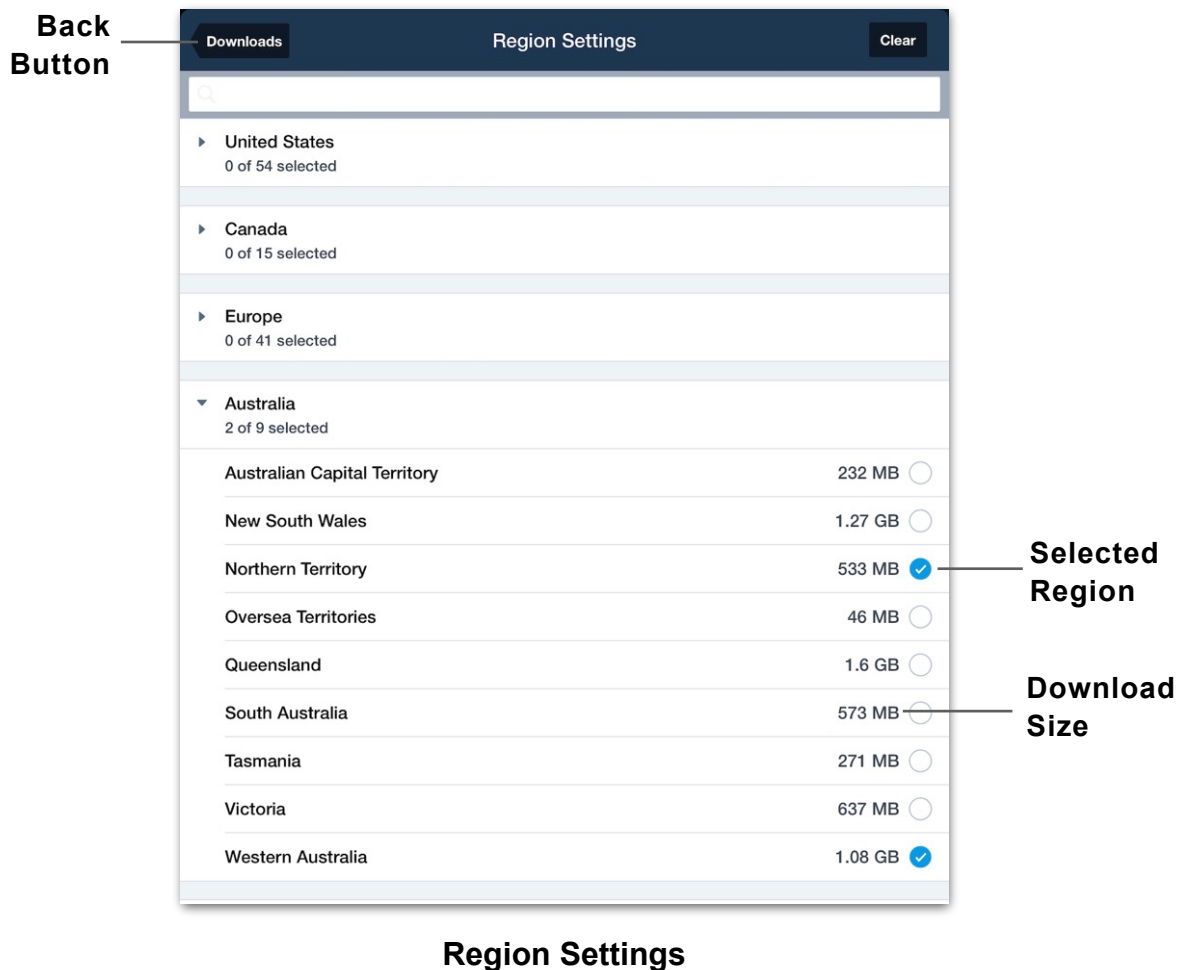 Back
Button
Downloads
Region Settings
Clear
United States
0 of 54 selected
Canada
0 of 15 selected
Europe
0 of 41 selected
Australia
2 of 9 selected
Australian Capital Territory 232 MB
New South Wales 1.27 GB
Northern Territory 533 MB
Selected
Region
Oversea Territories 46 MB
Queensland 1.6 GB
South Australia 573 MB
Download
Size
Tasmania 271 MB
Victoria 637 MB
Western Australia 1.08 GB
Region Settings